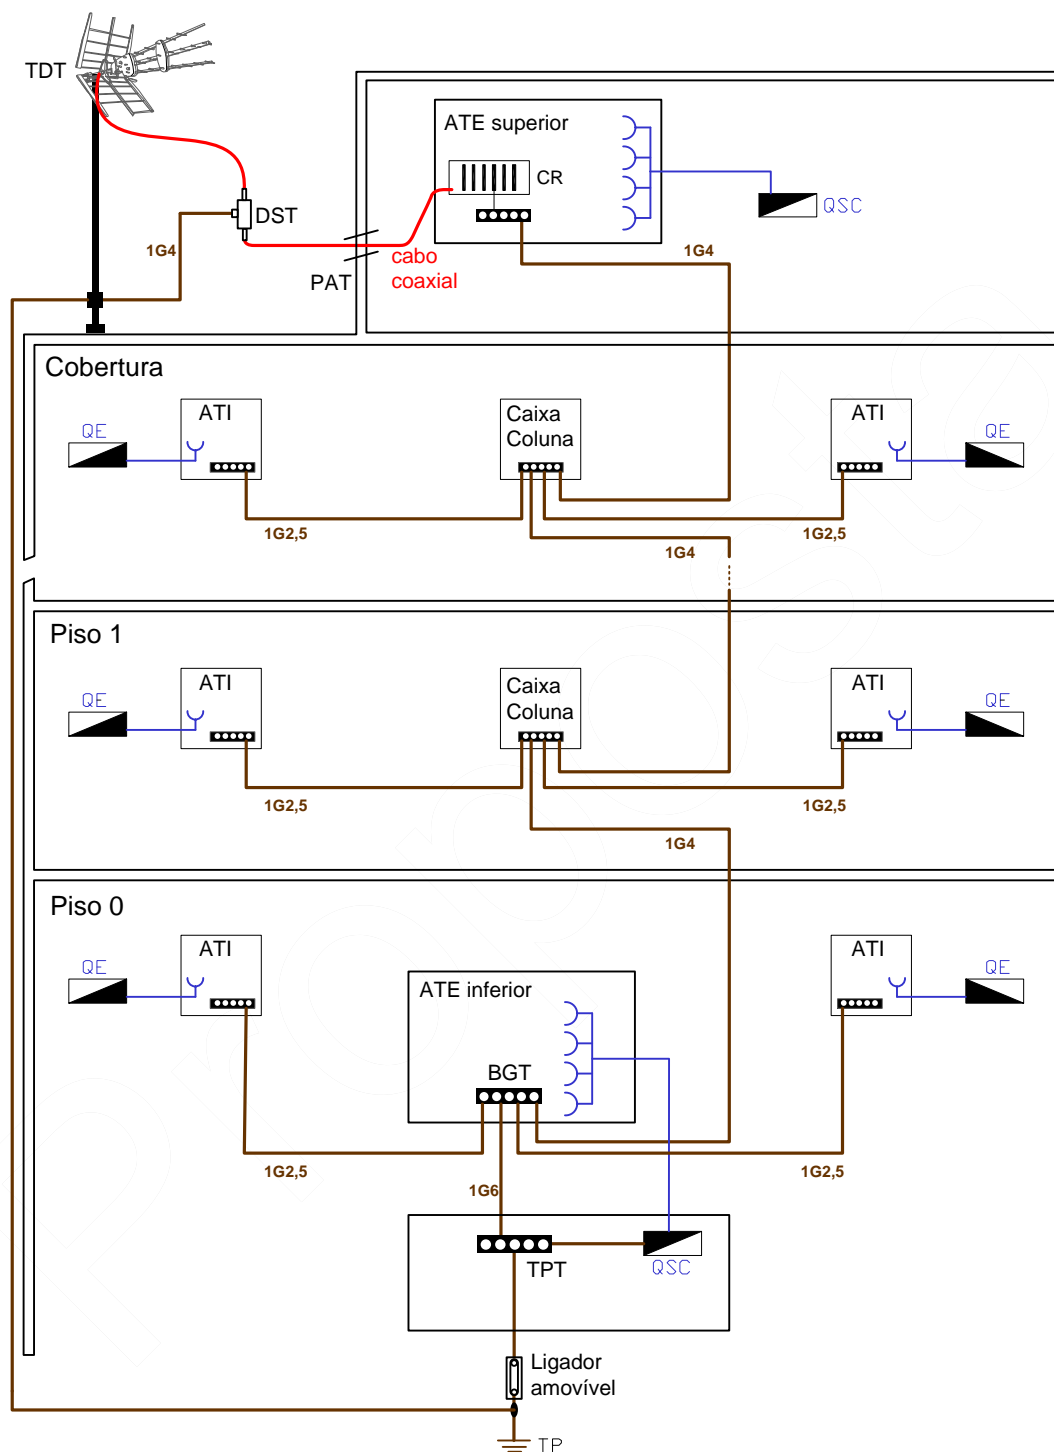 TDT
ATE superior
CR
QSC
DST
1G4
1G4
PAT
cabo
coaxial
Cobertura
ATI
Caixa
Coluna
ATI
QE
QE
1G2,5
1G2,5
1G4
Piso 1
ATI
Caixa
Coluna
ATI
QE
QE
1G2,5
1G2,5
1G4
Piso 0
ATI
ATI
QE
QE
ATE inferior
BGT
1G2,5
1G2,5
1G6
TPT
QSC
Ligador
amovível
TP